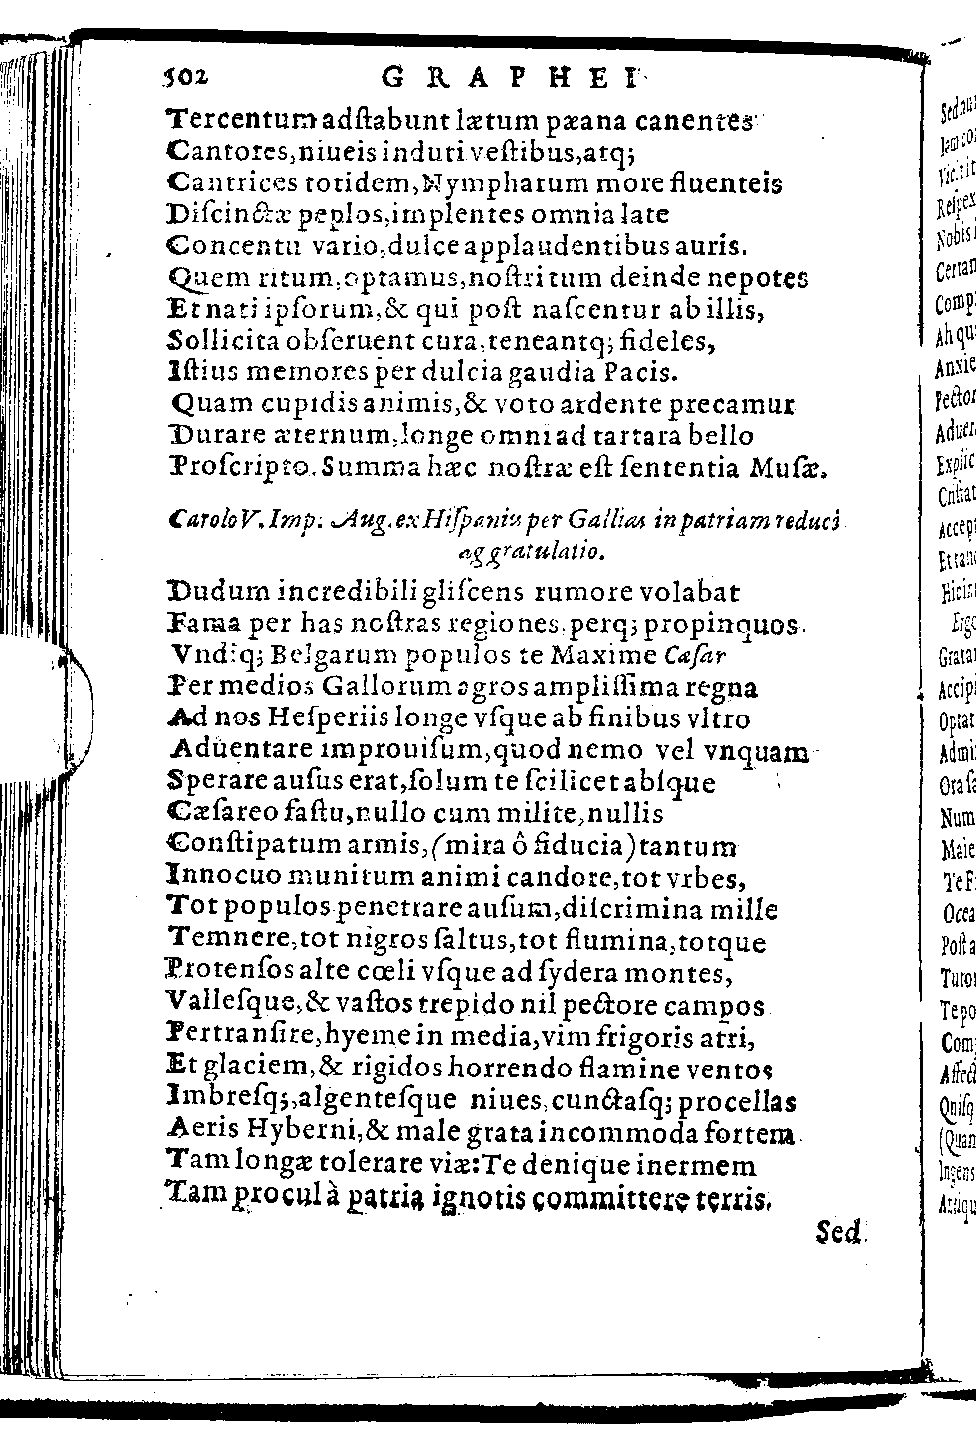 502 GRAPHEI
Tercentum adſtabunt lætum pæana canentes
Cantores, niueis induti veſtibus, atq;
Cantrices totidem, Nympharum more fluenteis
Diſcinctæ peplos, implentes omnia late
Concentu vario, dulce applaudentibus auris.
Quem ritum, optamus, noſtri tum deinde nepotes
Et nati ipſorum, & qui poſt naſcentur ab illis,
Sollicita obſeruent cura, teneantq; fideles,
Iſtius memores per dulcia gaudia Pacis.
Quam cupidis animis, & voto ardente precamur
Durare æternum, longe omni ad tartara bello
Proſcripto. Summa hæc noſtræ eſt ſententia Muſæ.
Carolo V. Imp. Aug. ex Hiſpaniis per Gallias in patriam reduci
aggratulatio.
Dudum incredibili gliſcens rumore volabat
Fama per has noſtras regiones, perq; propinquos
Vndiq; Belgarum populos te Maxime Cæſar
Per medios Gallorum agros ampliſſima regna
Ad nos Heſperiis longe vſque ab finibus vltro
Aduentare improuiſum, quod nemo vel vnquam
Sperare auſus erat, ſolum te ſcilicet abſque
Cæſareo faſtu, nullo cum milite, nullis
Conſtipatum armis, (mira ô fiducia) tantum
Innocuo munitum animi candore, tot vrbes,
Tot populos penetrare auſum, diſcrimina mille
Temnere, tot nigros ſaltus, tot flumina, totque
Protenſos alte cœli vſque ad ſydera montes,
Valleſque, & vaſtos trepido nil pectore campos
Pertranſire, hyeme in media, vim frigoris atri,
Et glaciem, & rigidos horrendo flamine ventos
Imbreſq;, algenteſque niues, cunctaſq; procellas
Aeris Hyberni, & male grata incommoda fortem
Tam longæ tolerare viæ: Te denique inermem
Tam procul à patria ignotis committere terris.
Sed